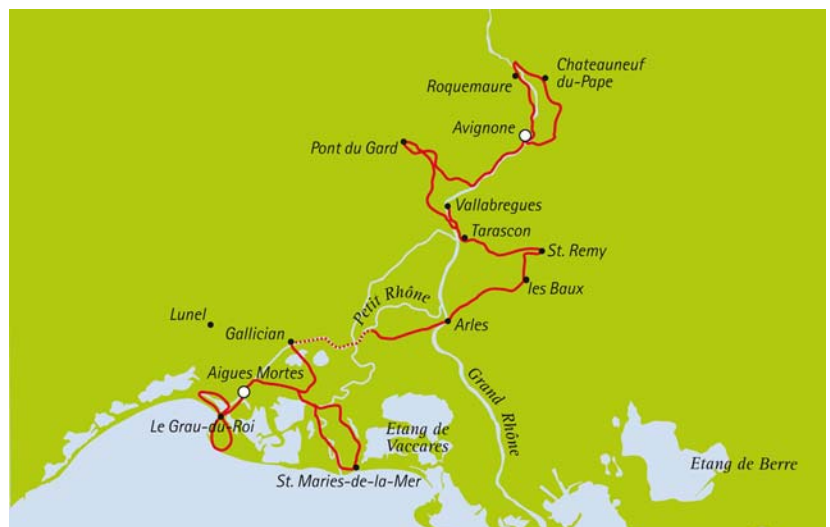 Chateauneuf
du-Pape
Roquemaure
Avignone
Pont du Gard
Vallabregues
Tarascon
St. Remy
les Baux
Petit Rhône
Lunel
Gallician
Arles
Aigues Mortes
Grand Rhône
Le Grau-du-Roi
Etang de
Vaccares
Etang de Berre
St. Maries-de-la-Mer